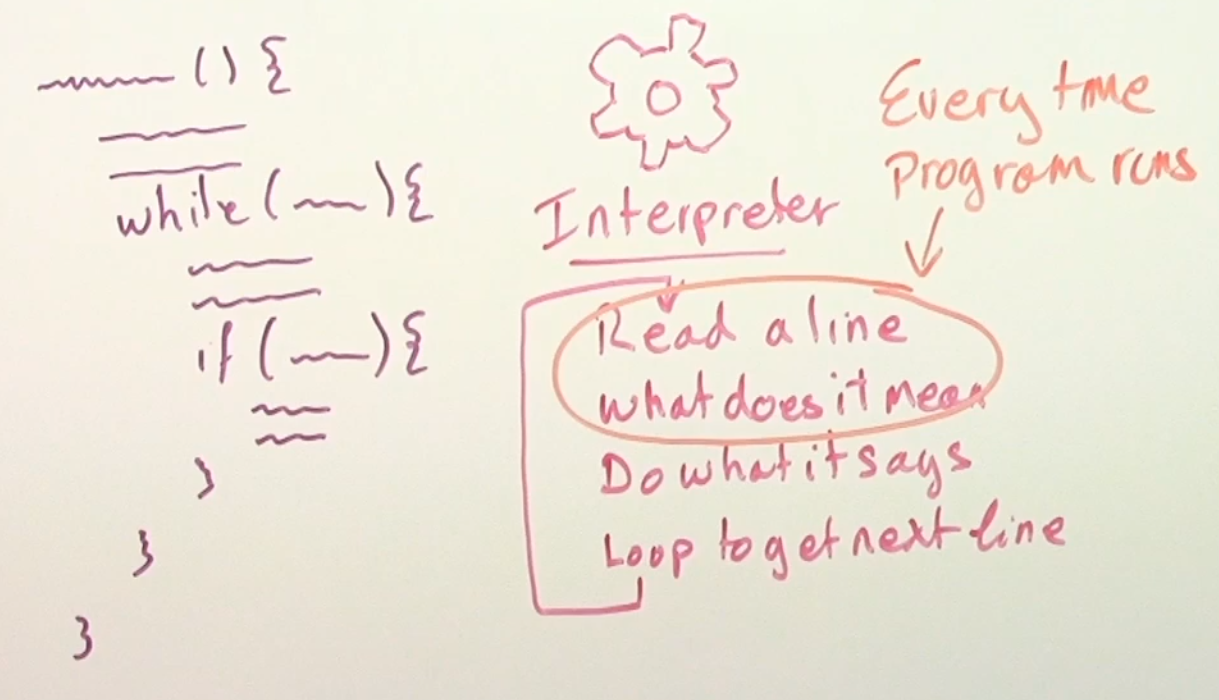 () {
while ( ) {
if ( ) {
}
}
}
Interpreter
Read a line
What does it mean
Do what it says
Loop to get next line
Every time
Program runs